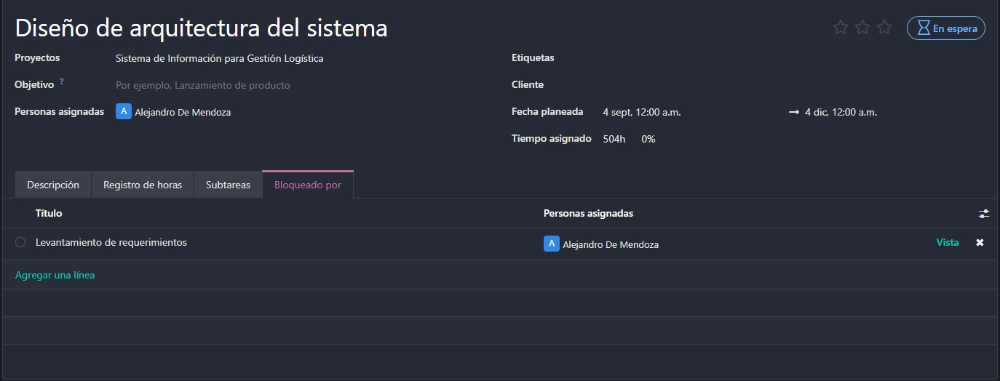 Diseño de arquitectura del sistema
En espera
Proyectos Sistema de Información para Gestión Logística Etiquetas
Objetivo ? Por ejemplo, Lanzamiento de producto Cliente
Personas asignadas A Alejandro De Mendoza Fecha planeada 4 sept, 12:00 a.m. → 4 dic, 12:00 a.m.
Tiempo asignado 504h 0%
Descripción Registro de horas Subtareas Bloqueado por
Título Personas asignadas
Levantamiento de requerimientos A Alejandro De Mendoza Vista ✖
Agregar una línea